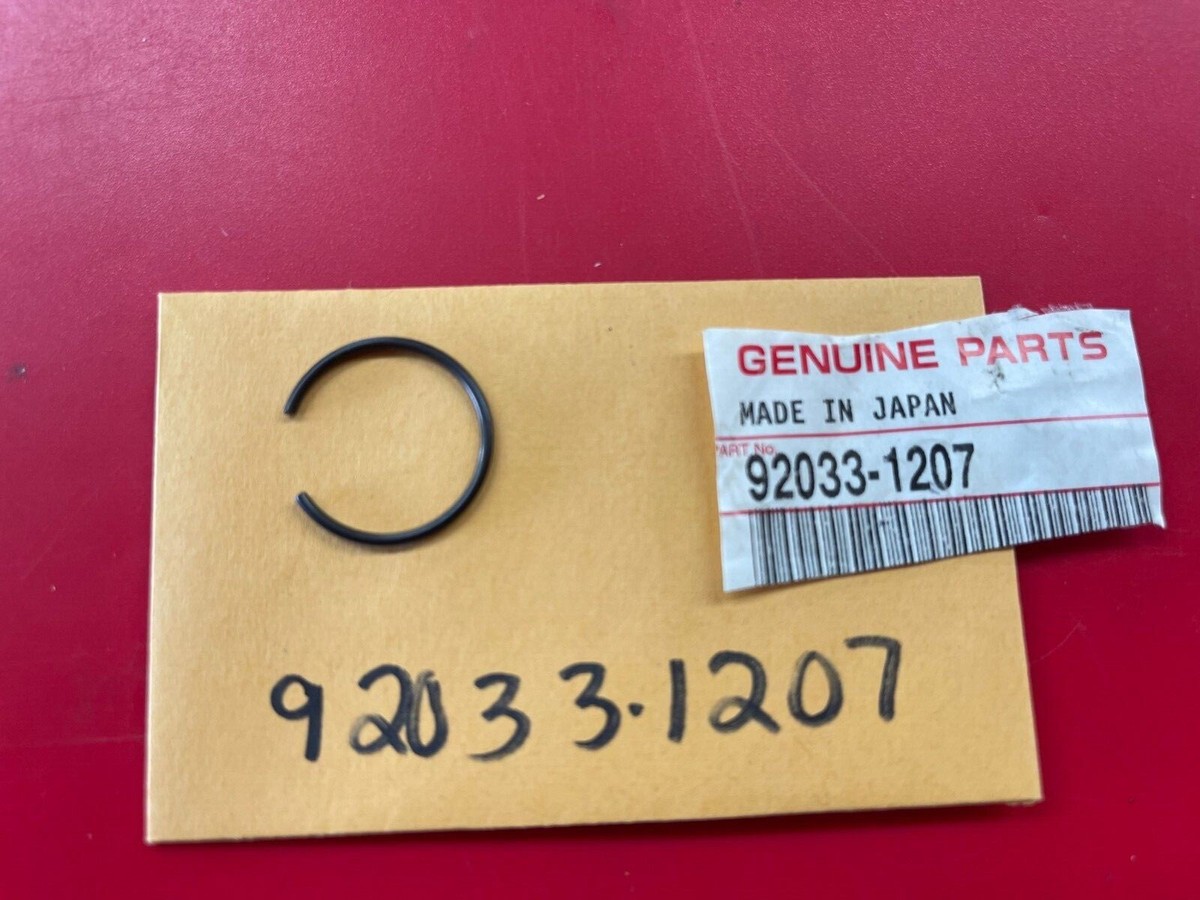 GENUINE PARTS
MADE IN JAPAN
PART No.
92033-1207
92033-1207